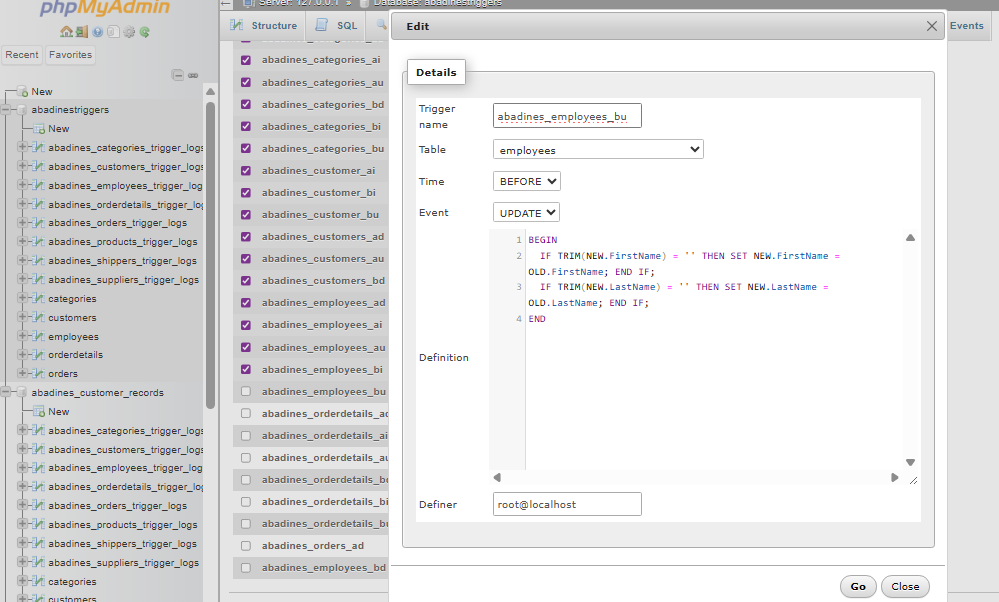 phpMyAdmin
Recent Favorites
New
abadinestriggers
New
abadines_categories_trigger_logs
abadines_customers_trigger_logs
abadines_employees_trigger_log
abadines_orderdetails_trigger_log
abadines_orders_trigger_logs
abadines_products_trigger_logs
abadines_shippers_trigger_logs
abadines_suppliers_trigger_logs
categories
customers
employees
orderdetails
orders
abadines_customer_records
New
abadines_categories_trigger_logs
abadines_customers_trigger_logs
abadines_employees_trigger_log
abadines_orderdetails_trigger_log
abadines_orders_trigger_logs
abadines_products_trigger_logs
abadines_shippers_trigger_logs
abadines_suppliers_trigger_logs
categories
customers
Server: 127.0.0.1 » Database: abadinestriggers
Structure SQL Events
abadines_categories_ai
abadines_categories_au
abadines_categories_bd
abadines_categories_bi
abadines_categories_bu
abadines_customer_ai
abadines_customer_bi
abadines_customer_bu
abadines_customers_ad
abadines_customers_au
abadines_customers_bd
abadines_employees_ad
abadines_employees_ai
abadines_employees_au
abadines_employees_bi
abadines_employees_bu
abadines_orderdetails_ad
abadines_orderdetails_ai
abadines_orderdetails_au
abadines_orderdetails_bd
abadines_orderdetails_bi
abadines_orderdetails_bu
abadines_orders_ad
abadines_employees_bd
Edit
Details
Trigger name abadines_employees_bu
Table employees
Time BEFORE
Event UPDATE
Definition
1 BEGIN
2 IF TRIM(NEW.FirstName) = '' THEN SET NEW.FirstName =
OLD.FirstName; END IF;
3 IF TRIM(NEW.LastName) = '' THEN SET NEW.LastName =
OLD.LastName; END IF;
4 END
Definer root@localhost
Go Close